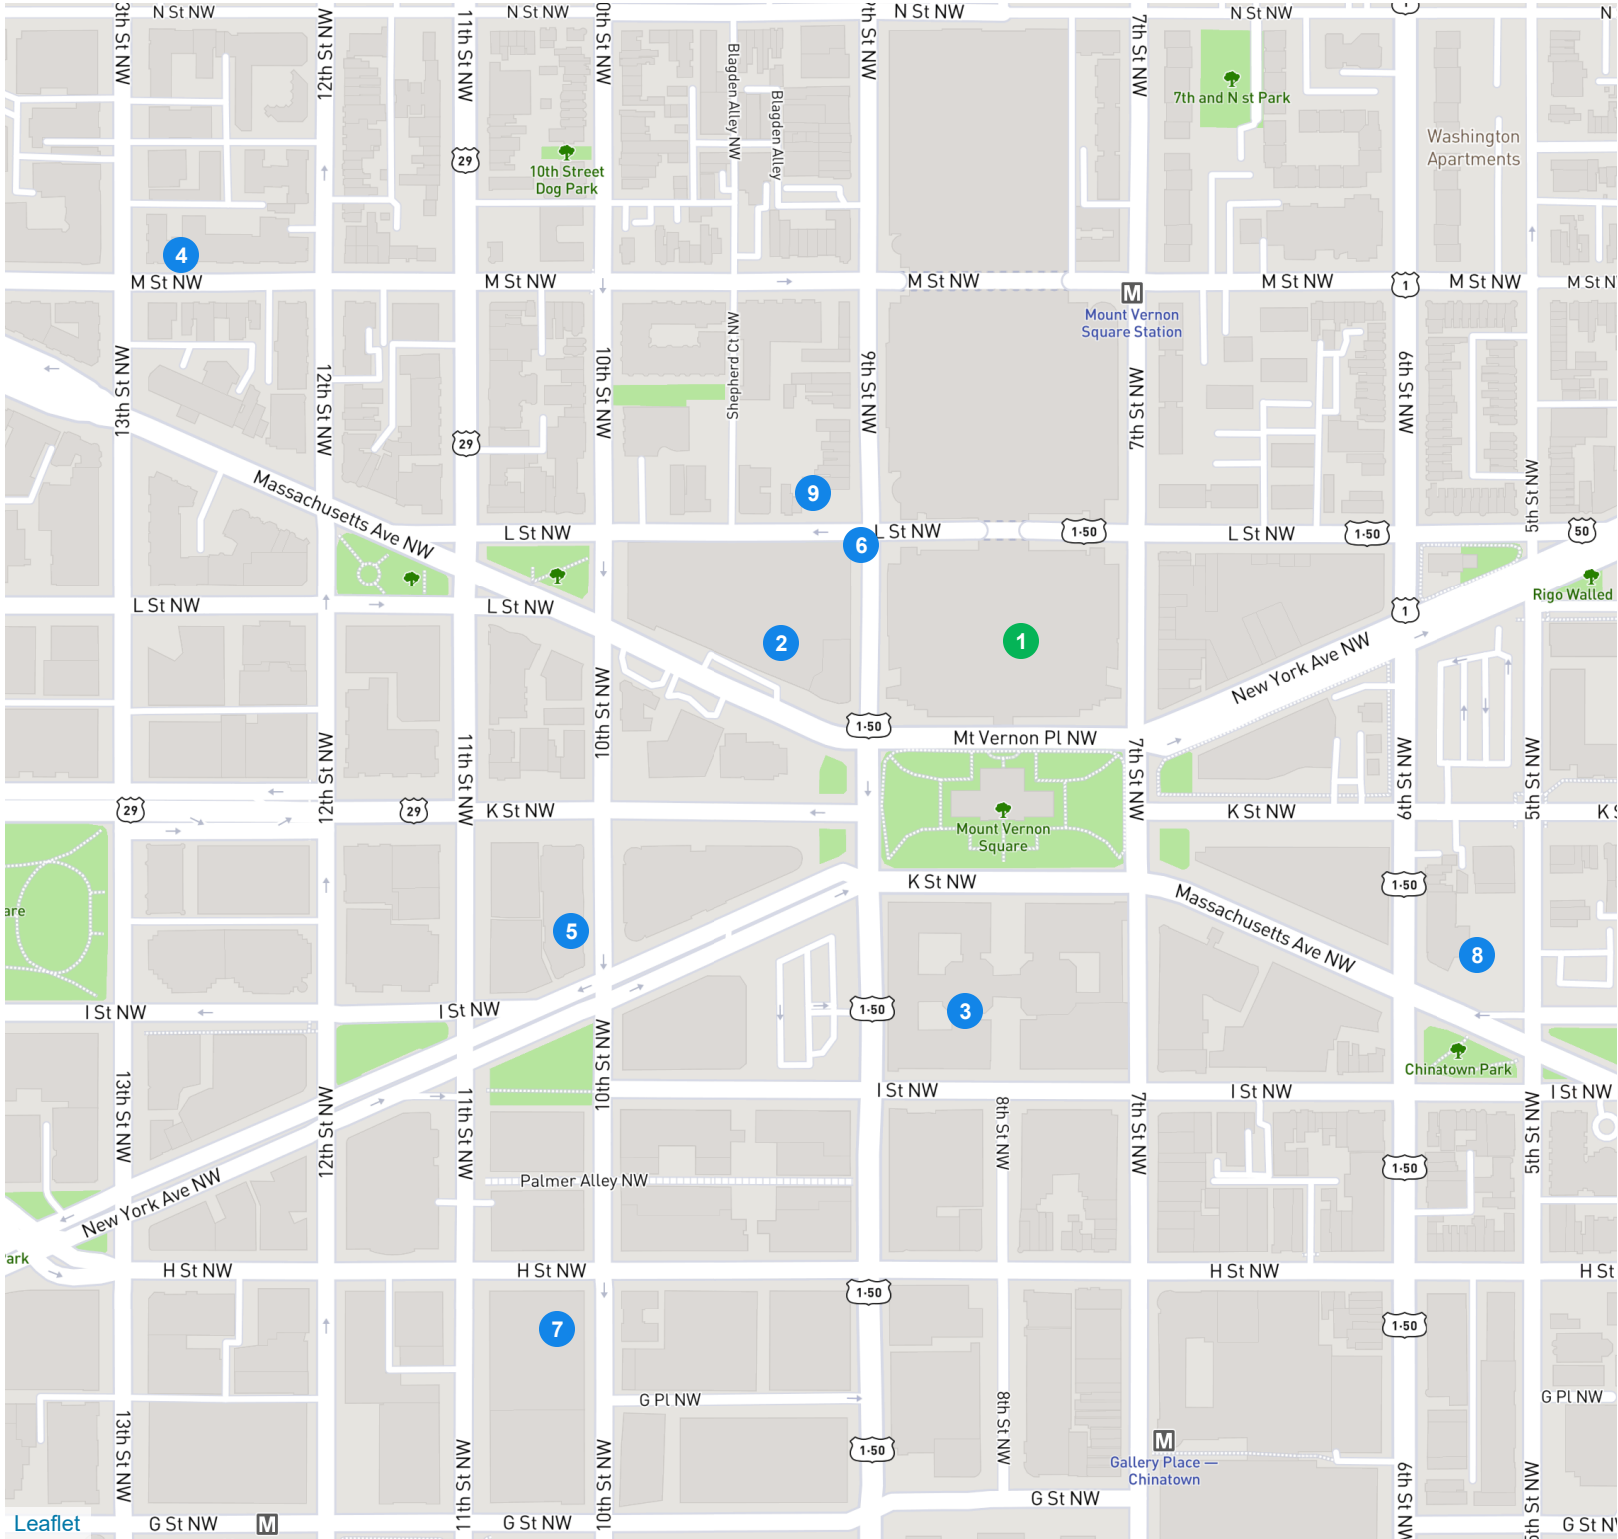 N St NW
N St NW
N St NW
N St NW
N
13th St NW
12th St NW
11th St NW
10th St NW
9th St NW
7th St NW
Blagden Alley NW
Blagden Alley
7th and N st Park
Washington
Apartments
29
10th Street
Dog Park
4
M St NW
M St NW
M St NW
M St NW
M St NW
M St N
1
M
Mount Vernon
Square Station
Shepherd Ct NW
13th St NW
12th St NW
10th St NW
9th St NW
7th St NW
6th St NW
29
5th St NW
Massachusetts Ave NW
9
6
L St NW
L St NW
1·50
L St NW
1·50
50
L St NW
L St NW
Rigo Walled
1
2
1
New York Ave NW
10th St NW
1·50
Mt Vernon Pl NW
11th St NW
12th St NW
7th St NW
6th St NW
5th St NW
29
29
K St NW
K St NW
K S
Mount Vernon
Square
K St NW
1·50
Massachusetts Ave NW
are
5
8
I St NW
I St NW
1·50
3
10th St NW
Chinatown Park
I St NW
I St NW
I St NW
13th St NW
12th St NW
11th St NW
8th St NW
7th St NW
5th St NW
1·50
Palmer Alley NW
New York Ave NW
ark
H St NW
H St NW
H St NW
H St
1·50
7
1·50
G Pl NW
G Pl NW
13th St NW
11th St NW
10th St NW
8th St NW
1·50
M
Gallery Place —
Chinatown
6th St NW
5th St NW
G St NW
Leaflet
G St NW
M
G St NW
G St N